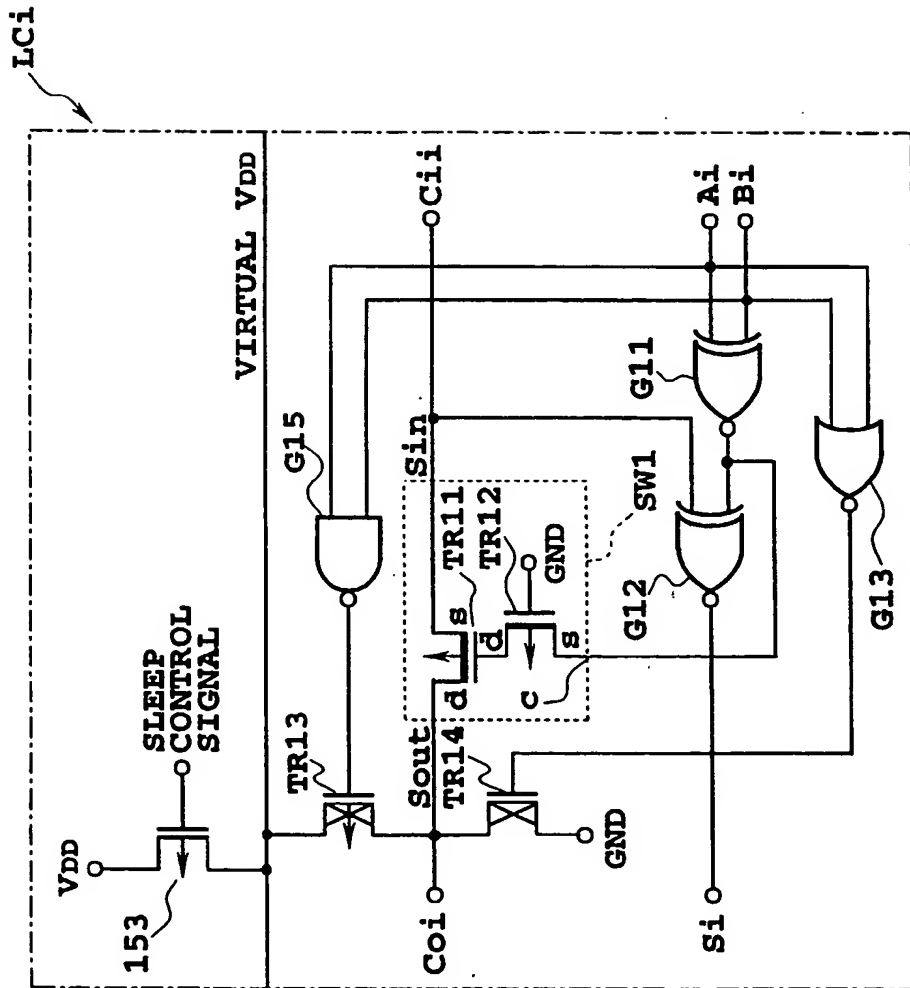 LCi
VDD
SLEEP
CONTROL
SIGNAL
153
VIRTUAL VDD
G15
TR13
Cii
Sin
Sout
s
d
TR11
TR12
d
s
c
GND
SW1
TR14
Coi
GND
Ai
Bi
G11
G12
G13
Si